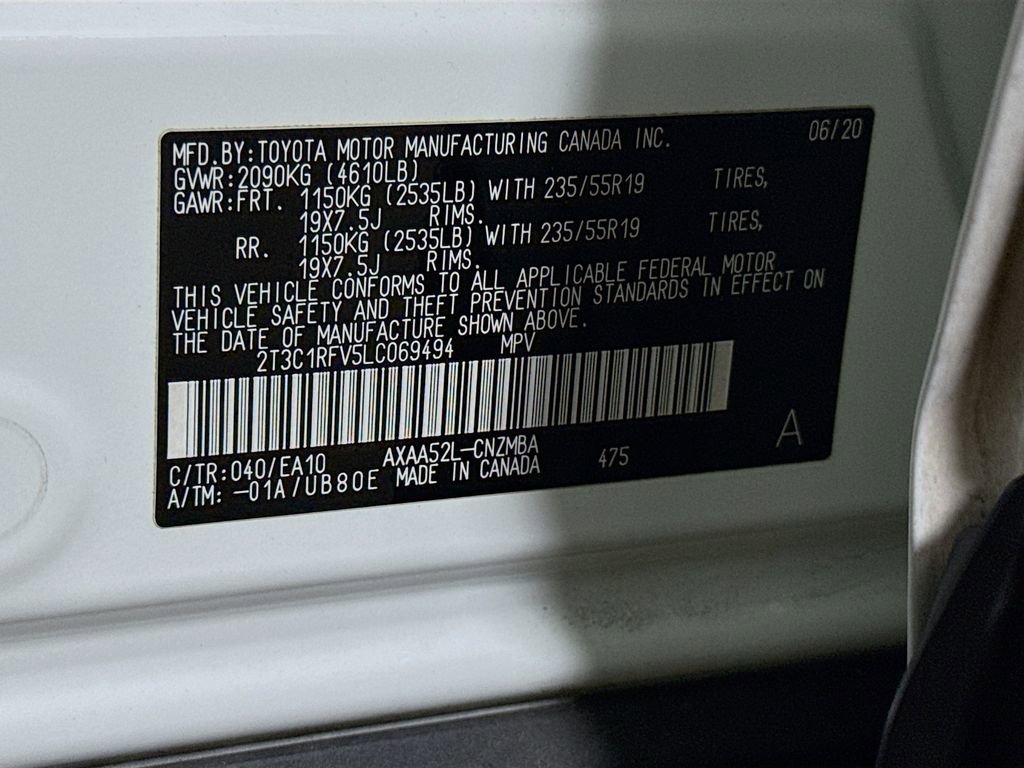 MFD.BY:TOYOTA MOTOR MANUFACTURING CANADA INC. 06/20
GVWR:2090KG (4610LB)
GAWR:FRT. 1150KG (2535LB) WITH 235/55R19 TIRES,
19X7.5J RIMS.
RR. 1150KG (2535LB) WITH 235/55R19 TIRES,
19X7.5J RIMS.
THIS VEHICLE CONFORMS TO ALL APPLICABLE FEDERAL MOTOR
VEHICLE SAFETY AND THEFT PREVENTION STANDARDS IN EFFECT ON
THE DATE OF MANUFACTURE SHOWN ABOVE.
2T3C1RFV5LC069494 MPV
A
C/TR:040/EA10 AXAA52L-CNZMBA 475
A/TM: -01A/UB80E MADE IN CANADA